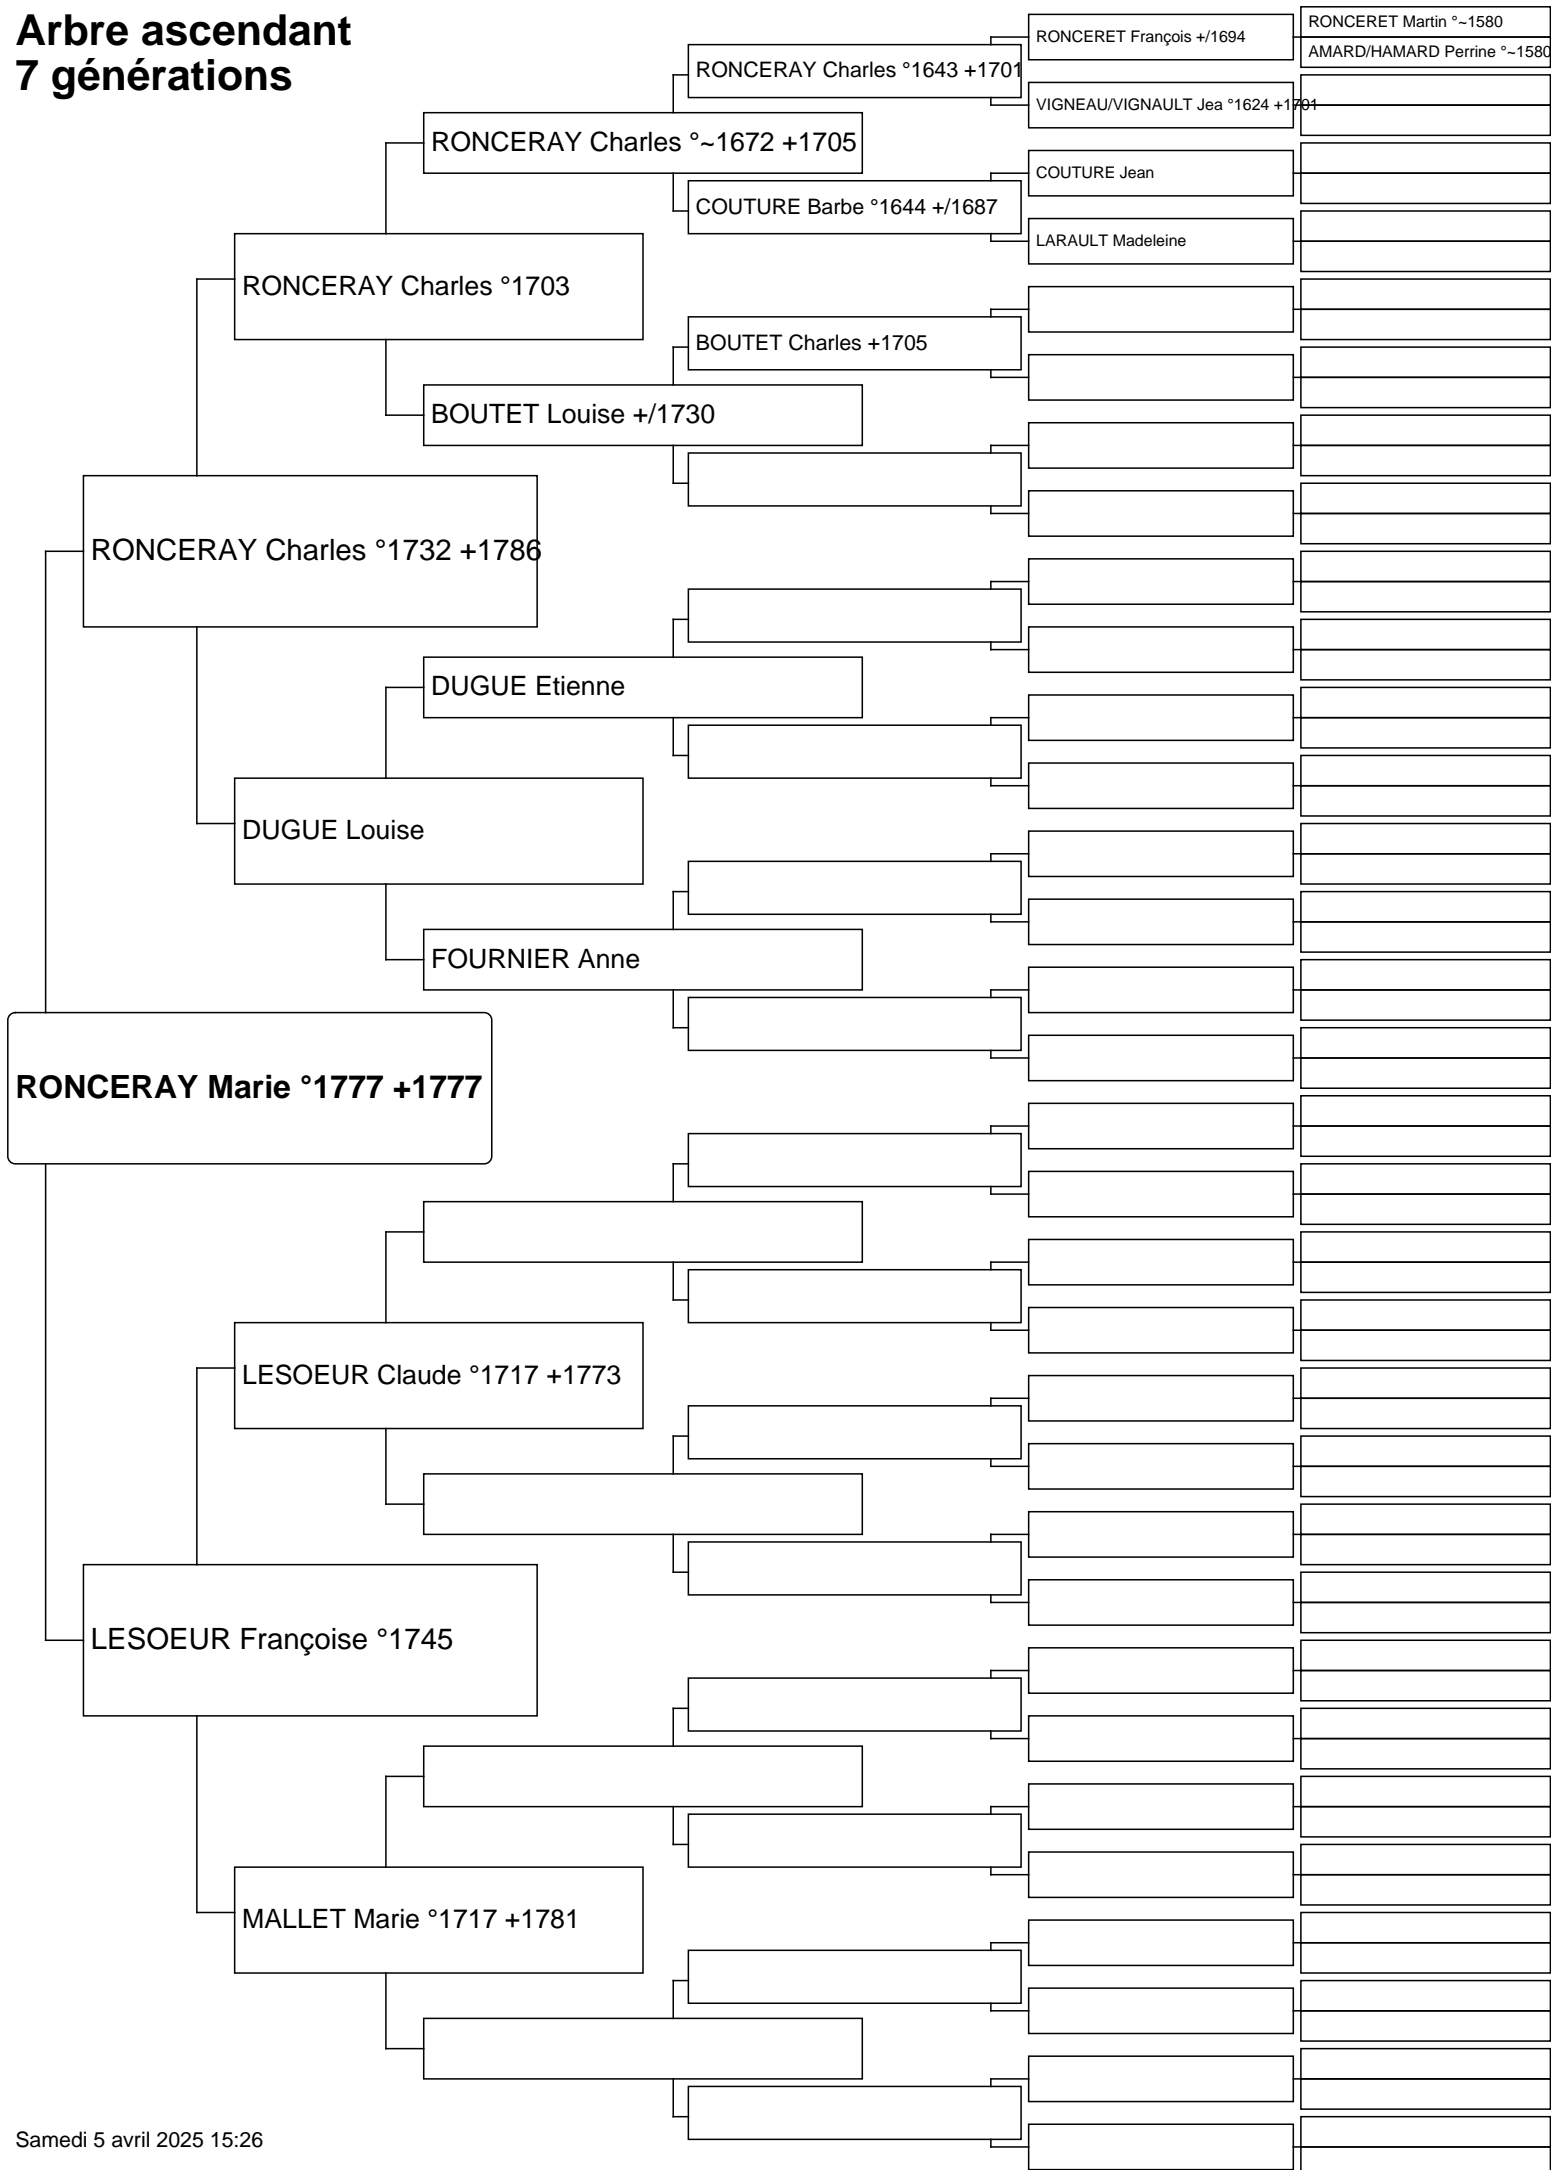 Arbre ascendant
7 générations
RONCERET Martin °~1580
RONCERET François +/1694
AMARD/HAMARD Perrine °~1580
RONCERAY Charles °1643 +1701
VIGNEAU/VIGNAULT Jea °1624 +1701
RONCERAY Charles °~1672 +1705
COUTURE Jean
COUTURE Barbe °1644 +/1687
LARAULT Madeleine
RONCERAY Charles °1703
BOUTET Charles +1705
BOUTET Louise +/1730
RONCERAY Charles °1732 +1786
DUGUE Etienne
DUGUE Louise
FOURNIER Anne
RONCERAY Marie °1777 +1777
LESOEUR Claude °1717 +1773
LESOEUR Françoise °1745
MALLET Marie °1717 +1781
Samedi 5 avril 2025 15:26